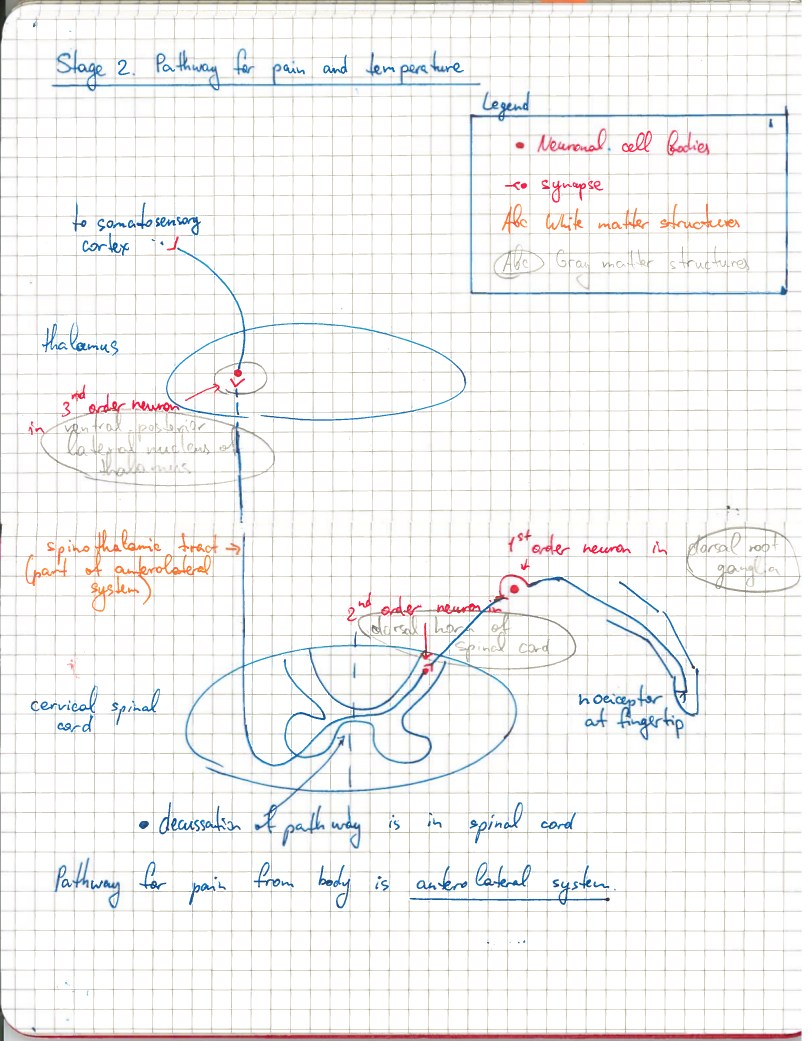 Stage 2. Pathway for pain and temperature
Legend
• Neuronal cell bodies
synapse
Abc White matter structures
Abc Gray matter structures
to somatosensory
cortex
thalamus
3nd order neuron
in ventral posterior
lateral nucleus of
thalamus
spinothalamic tract →
(part of anterolateral
system)
1st order neuron in dorsal root
ganglia
2nd order neuron in
dorsal horn of
spinal cord
cervical spinal
cord
nociceptor
at fingertip
• decussation of pathway is in spinal cord
Pathway for pain from body is anterolateral system.